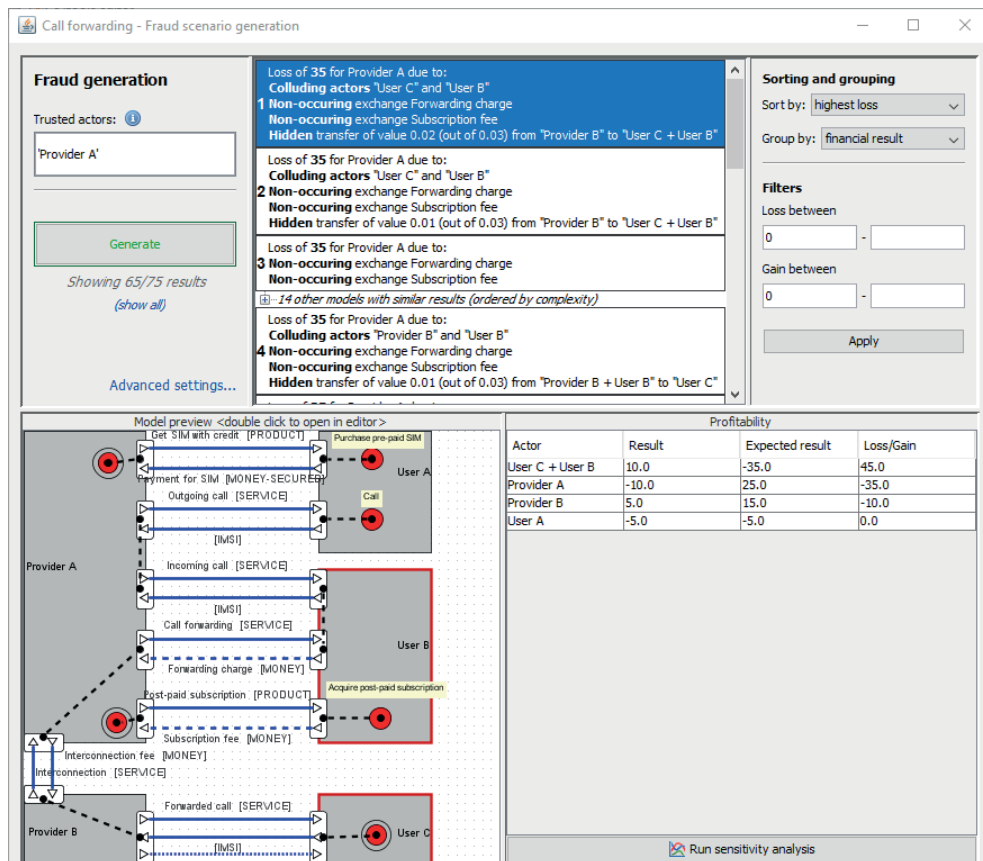 Call forwarding - Fraud scenario generation
Fraud generation
Trusted actors:
'Provider A'
Generate
Showing 65/75 results
(show all)
Advanced settings...
Loss of 35 for Provider A due to:
Colluding actors "User C" and "User B"
1 Non-occuring exchange Forwarding charge
Non-occuring exchange Subscription fee
Hidden transfer of value 0.02 (out of 0.03) from "Provider B" to "User C + User B"
Loss of 35 for Provider A due to:
Colluding actors "User C" and "User B"
2 Non-occuring exchange Forwarding charge
Non-occuring exchange Subscription fee
Hidden transfer of value 0.01 (out of 0.03) from "Provider B" to "User C + User B"
Loss of 35 for Provider A due to:
3 Non-occuring exchange Forwarding charge
Non-occuring exchange Subscription fee
14 other models with similar results (ordered by complexity)
Loss of 35 for Provider A due to:
Colluding actors "Provider B" and "User B"
4 Non-occuring exchange Forwarding charge
Non-occuring exchange Subscription fee
Hidden transfer of value 0.01 (out of 0.03) from "Provider B + User B" to "User C"
Sorting and grouping
Sort by: highest loss
Group by: financial result
Filters
Loss between
0 -
Gain between
0 -
Apply
Model preview <double click to open in editor>
Get SIM with credit [PRODUCT]
Purchase pre-paid SIM
User A
Payment for SIM [MONEY-SECURED]
Outgoing call [SERVICE]
Call
[IMSI]
Provider A
Incoming call [SERVICE]
[IMSI]
Call forwarding [SERVICE]
User B
Forwarding charge [MONEY]
Post-paid subscription [PRODUCT]
Acquire post-paid subscription
Subscription fee [MONEY]
Interconnection fee [MONEY]
Interconnection [SERVICE]
Forwarded call [SERVICE]
Provider B
User C
[IMSI]
Profitability
Actor Result Expected result Loss/Gain
User C + User B 10.0 -35.0 45.0
Provider A -10.0 25.0 -35.0
Provider B 5.0 15.0 -10.0
User A -5.0 -5.0 0.0
Run sensitivity analysis